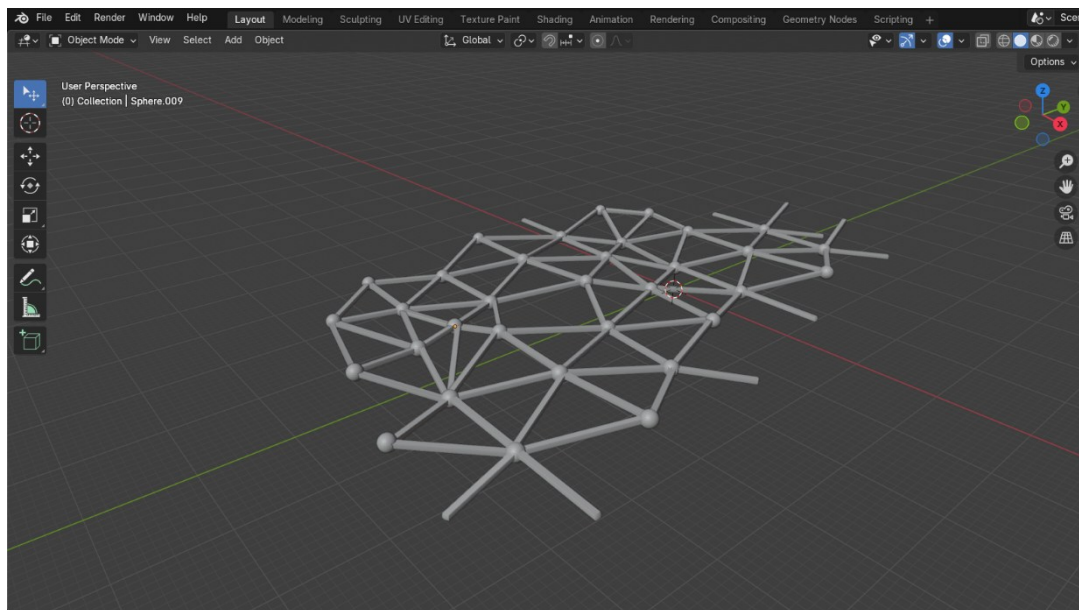 File Edit Render Window Help Layout Modeling Sculpting UV Editing Texture Paint Shading Animation Rendering Compositing Geometry Nodes Scripting + Scen
Object Mode View Select Add Object Global
Options
User Perspective
(0) Collection | Sphere.009
Z
Y
X